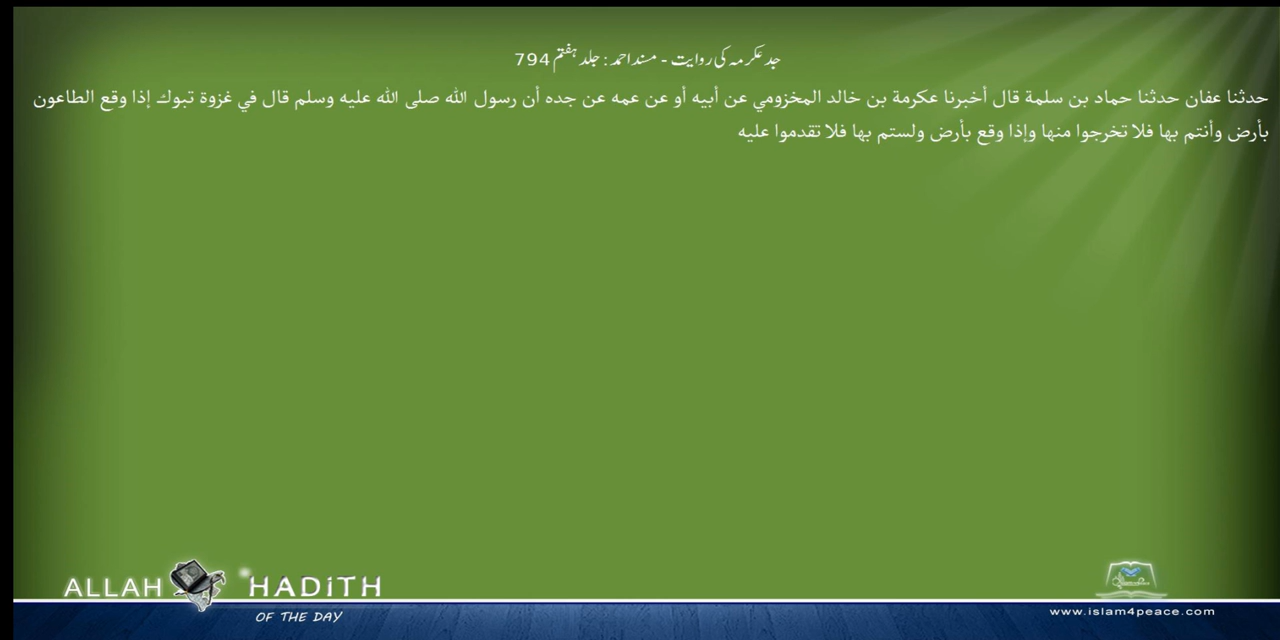 جد عکرمہ کی روایت - مسند احمد : جلد ہفتم 794
حدثنا عفان حدثنا حماد بن سلمة قال أخبرنا عكرمة بن خالد المخزومي عن أبيه أو عن عمه عن جده أن رسول الله صلى الله عليه وسلم قال في غزوة تبوك إذا وقع الطاعون
بأرض وأنتم بها فلا تخرجوا منها وإذا وقع بأرض ولستم بها فلا تقدموا عليه
ALLAH HADITH
OF THE DAY
www.islam4peace.com